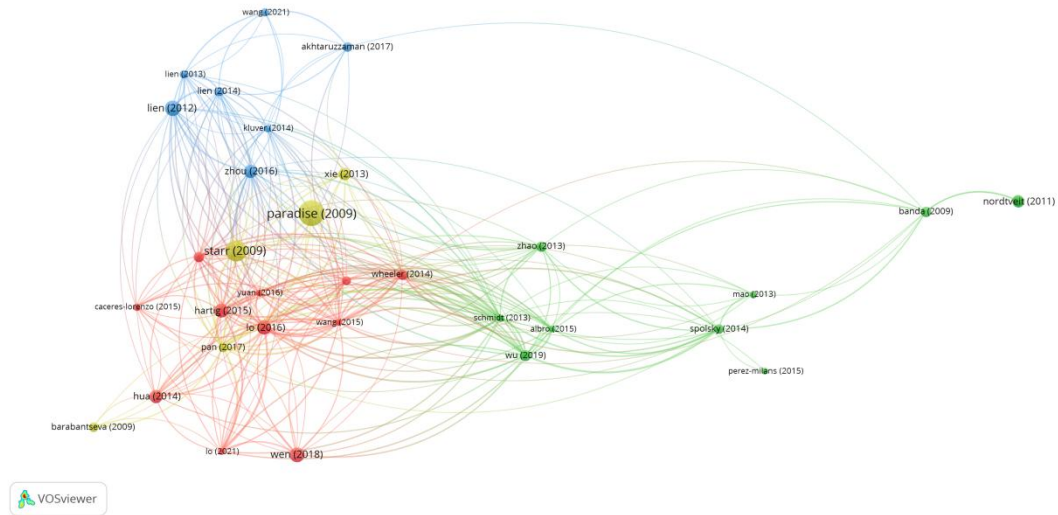 wang (2021)
akhtaruzzaman (2017)
lien (2013)
lien (2014)
lien (2012)
kluver (2014)
zhou (2016)
xie (2013)
paradise (2009)
nordtveit (2011)
banda (2009)
starr (2009)
zhao (2013)
wheeler (2014)
yuan (2016)
mao (2013)
caceres-lorenzo (2015)
hartig (2015)
schmidt (2013)
wang (2015)
lo (2016)
albro (2015)
spolsky (2014)
pan (2017)
wu (2019)
perez-milans (2015)
hua (2014)
barabantseva (2009)
lo (2021)
wen (2018)
VOSviewer